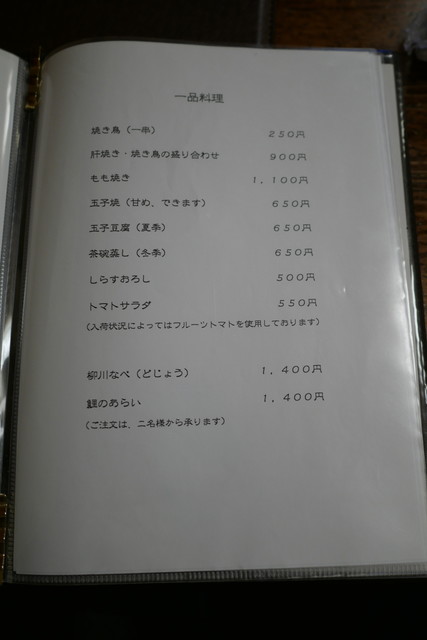 一品料理
焼き鳥（一串） 250円
肝焼き・焼き鳥の盛り合わせ 900円
もも焼き 1,100円
玉子焼（甘め、できます） 650円
玉子豆腐（夏季） 650円
茶碗蒸し（冬季） 650円
しらすおろし 500円
トマトサラダ 550円
（入荷状況によってはフルーツトマトを使用しております）
柳川なべ（どじょう） 1,400円
鯉のあらい 1,400円
（ご注文は、二名様から承ります）